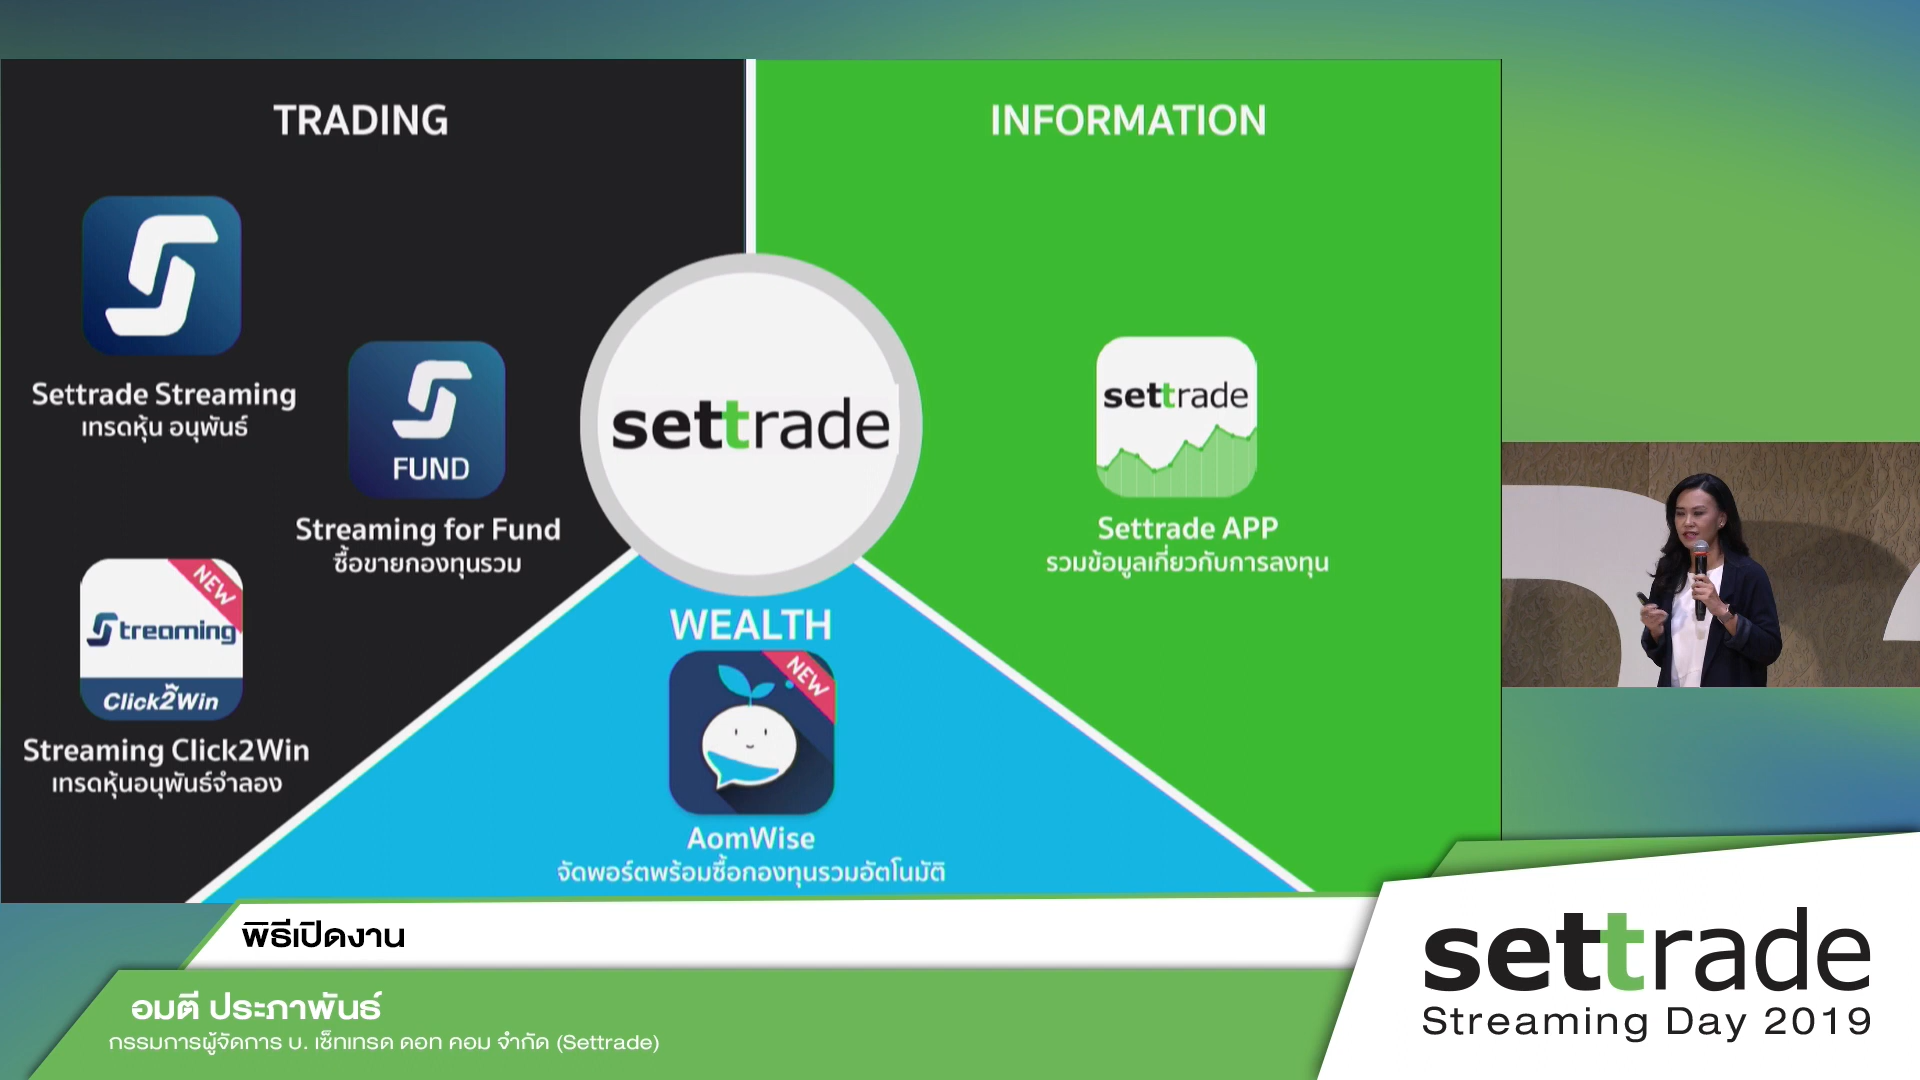 TRADING
Settrade Streaming
เทรดหุ้น อนุพันธ์
FUND
Streaming for Fund
ซื้อขายกองทุนรวม
NEW
Streaming
Click2Win
Streaming Click2Win
เทรดหุ้นอนุพันธ์จำลอง
settrade
INFORMATION
settrade
Settrade APP
รวมข้อมูลเกี่ยวกับการลงทุน
WEALTH
NEW
AomWise
จัดพอร์ตพร้อมซื้อกองทุนรวมอัตโนมัติ
พิธีเปิดงาน
อมตี ประภาพันธ์
กรรมการผู้จัดการ บ. เซ็ทเทรด ดอท คอม จำกัด (Settrade)
settrade
Streaming Day 2019